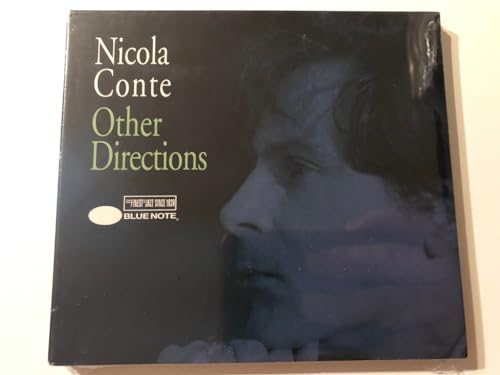 Nicola
Conte
Other
Directions
THE FINEST IN JAZZ SINCE 1939
BLUE NOTE®